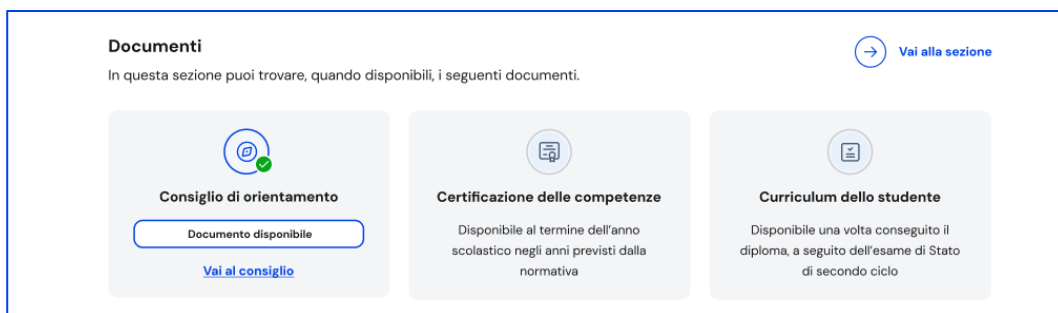 Documenti
Vai alla sezione
In questa sezione puoi trovare, quando disponibili, i seguenti documenti.
Consiglio di orientamento
Documento disponibile
Vai al consiglio
Certificazione delle competenze
Disponibile al termine dell'anno
scolastico negli anni previsti dalla
normativa
Curriculum dello studente
Disponibile una volta conseguito il
diploma, a seguito dell'esame di Stato
di secondo ciclo